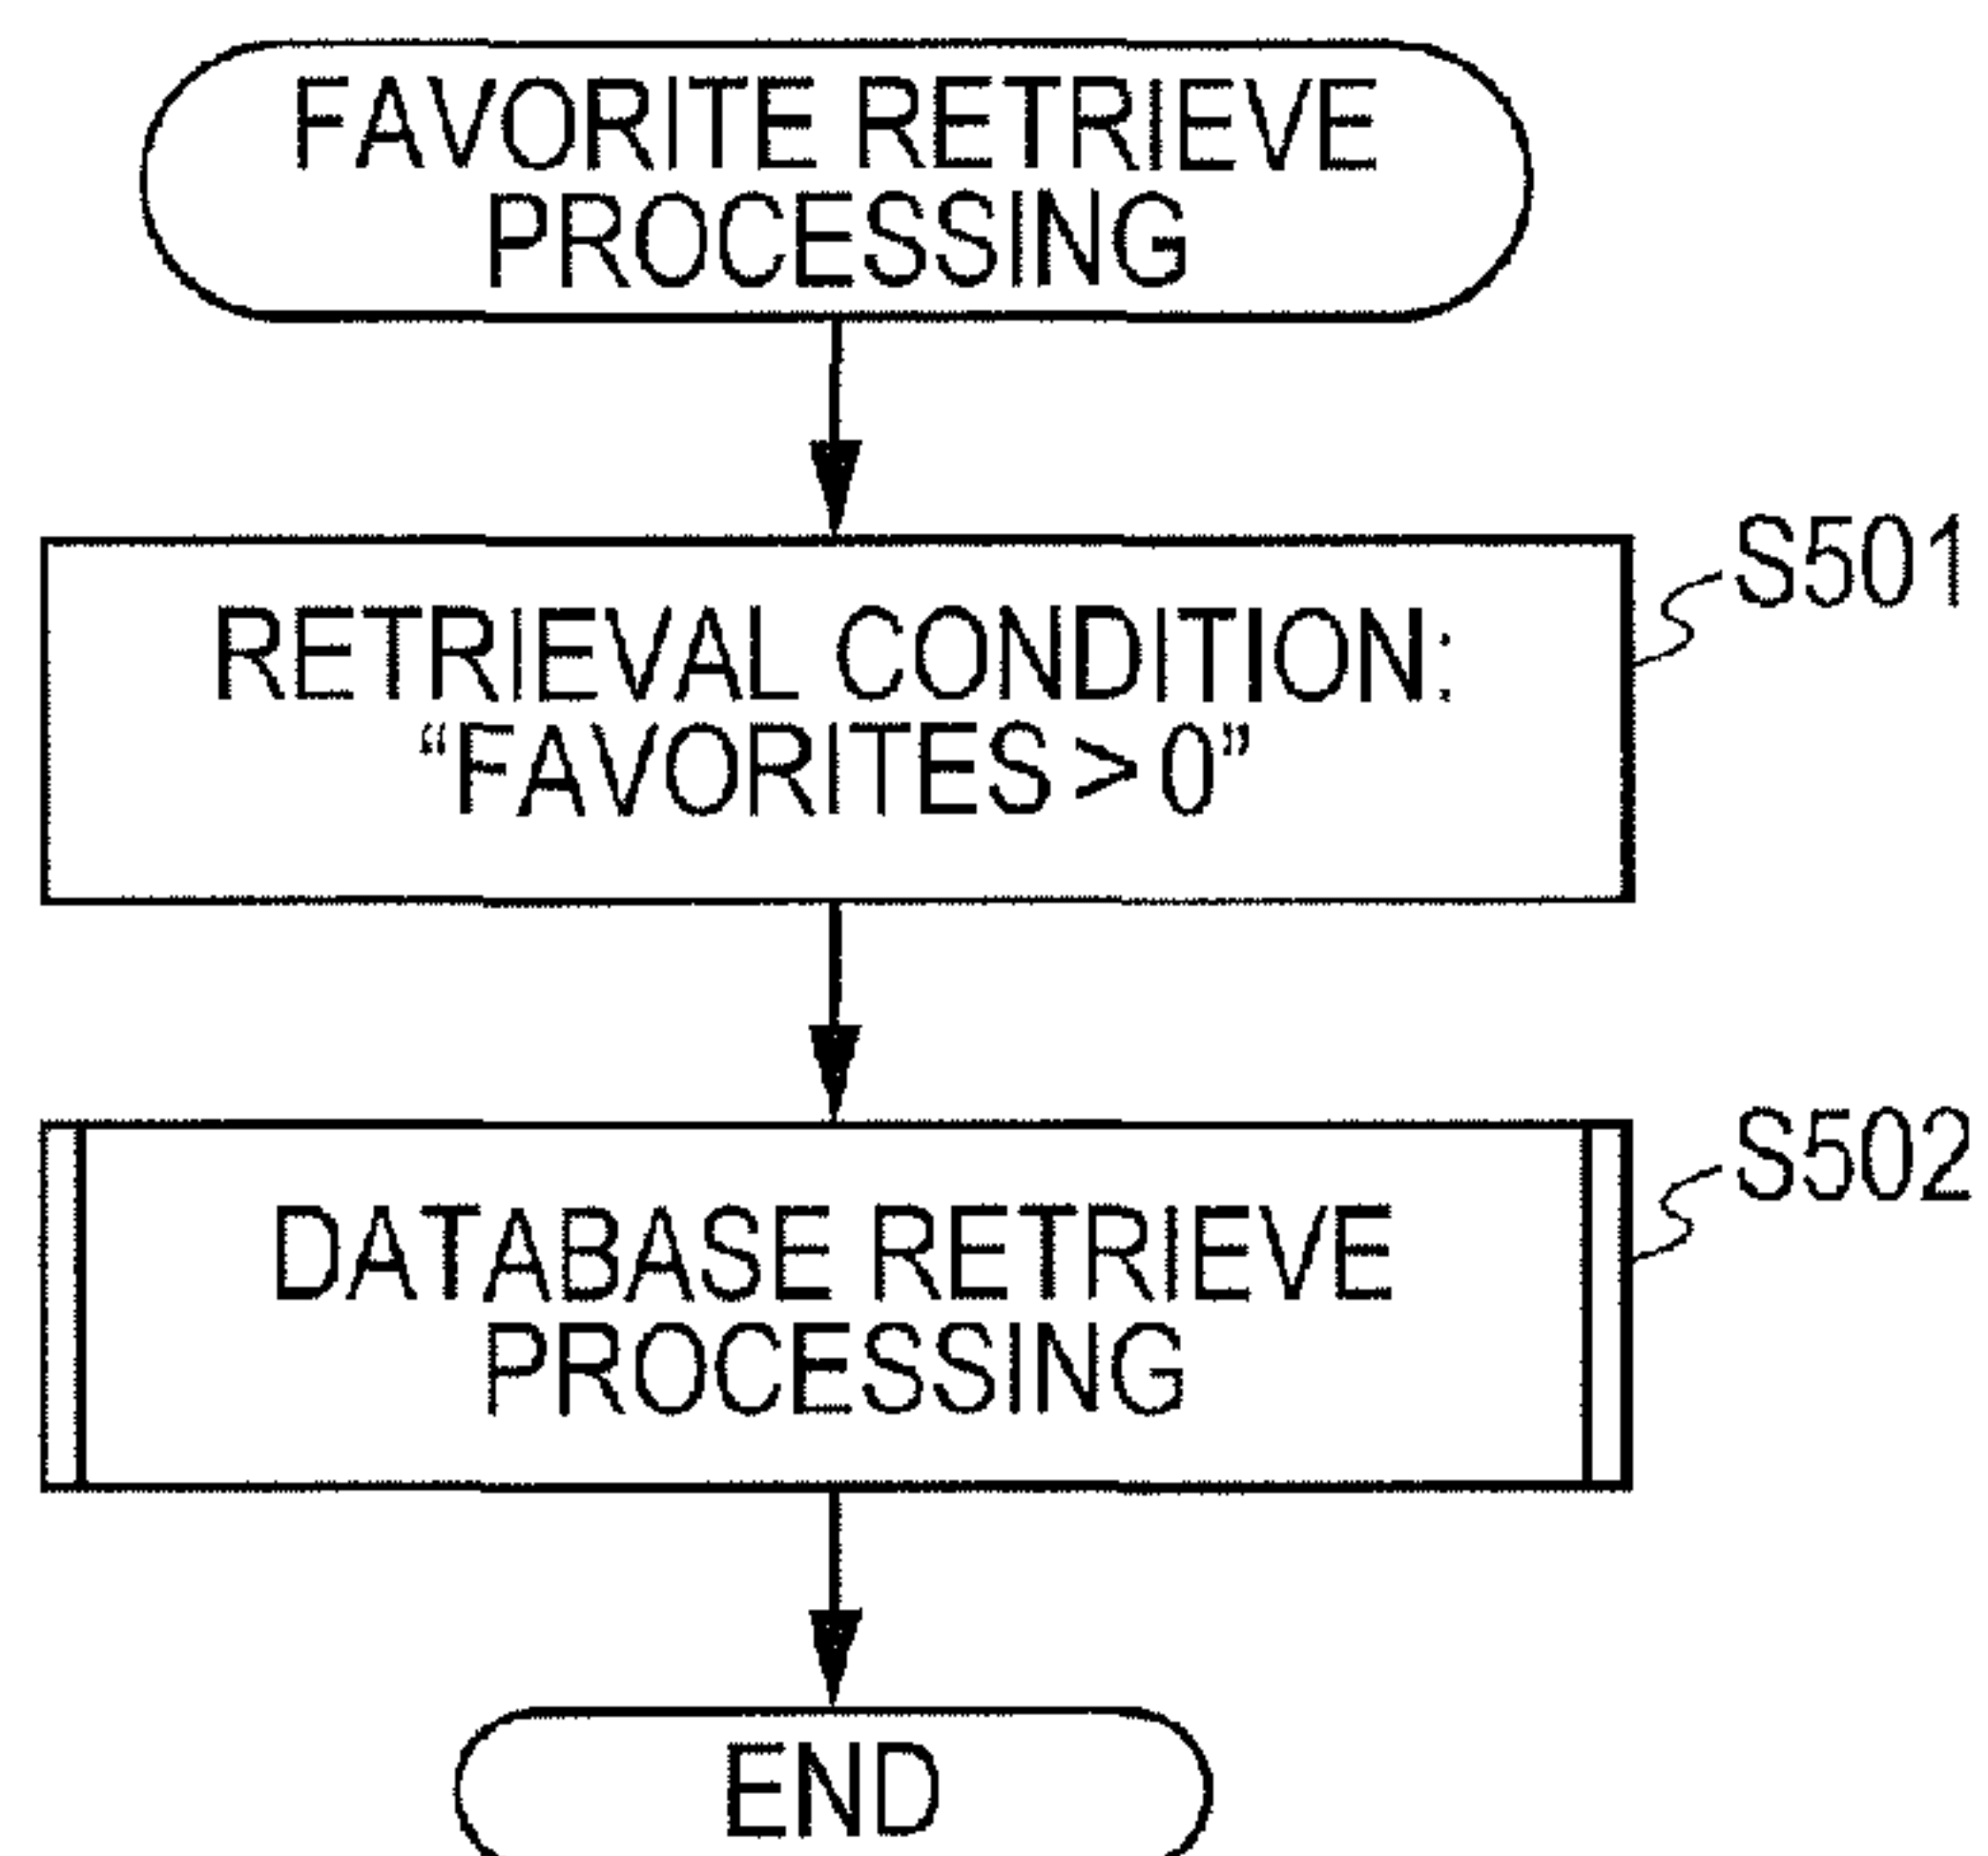 FAVORITE RETRIEVE
PROCESSING
S501
RETRIEVAL CONDITION:
“FAVORITES > 0”
S502
DATABASE RETRIEVE
PROCESSING
END